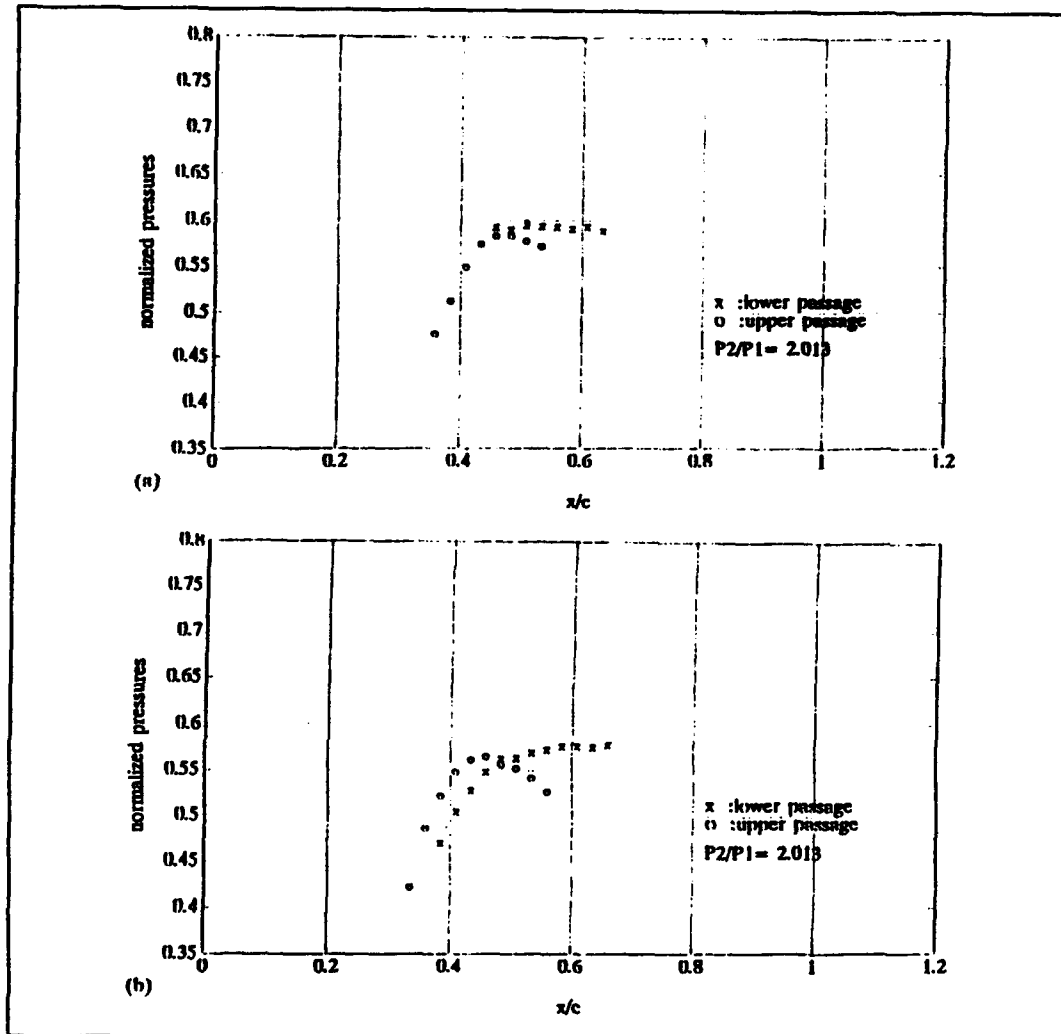 0.8
0.75
0.7
0.65
0.6
0.55
0.5
0.45
0.4
0.35
normalized pressures
x :lower passage
o :upper passage
P2/P1= 2.013
0 0.2 0.4 0.6 0.8 1 1.2
(a)
x/c
0.8
0.75
0.7
0.65
0.6
0.55
0.5
0.45
0.4
0.35
normalized pressures
x :lower passage
o :upper passage
P2/P1= 2.013
0 0.2 0.4 0.6 0.8 1 1.2
(b)
x/c